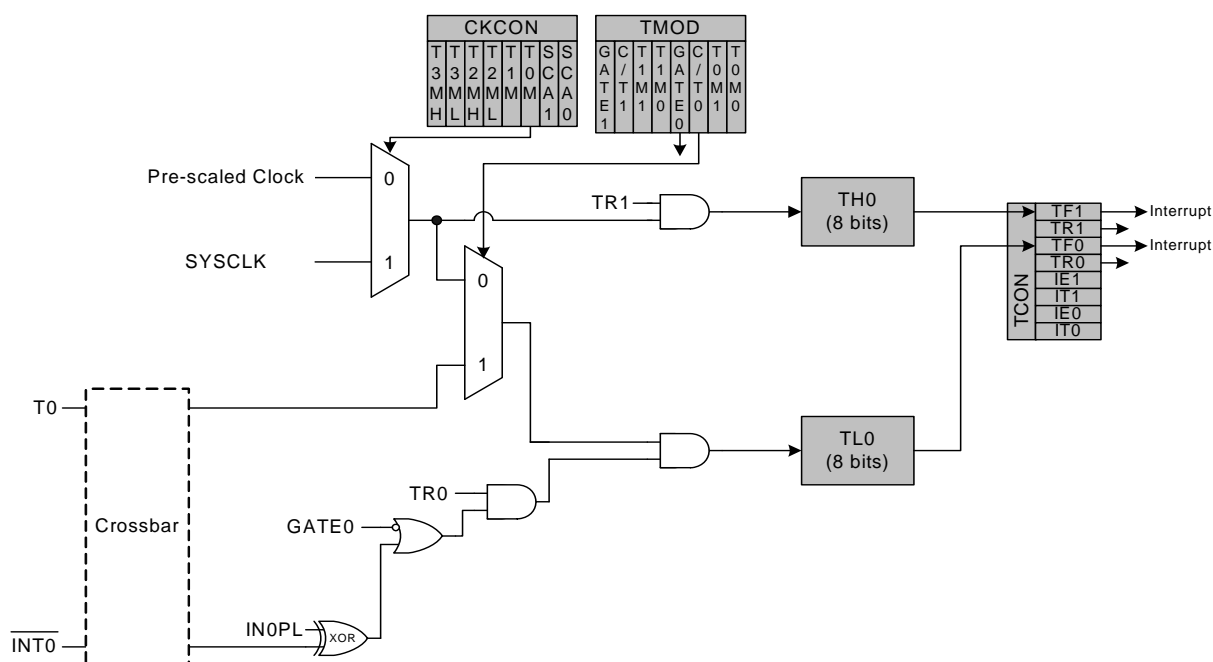 CKCON
T3MH T3ML T2MH T2ML T1M T0M SCA1 SCA0
TMOD
GATE1 C/T1 T1M1 T1M0 GATE0 C/T0 T0M1 T0M0
Pre-scaled Clock
0
SYSCLK
1
TR1
TH0
(8 bits)
TCON
TF1
TR1
TF0
TR0
IE1
IT1
IE0
IT0
Interrupt
Interrupt
0
1
T0
Crossbar
TL0
(8 bits)
TR0
GATE0
IN0PL
XOR
INT0